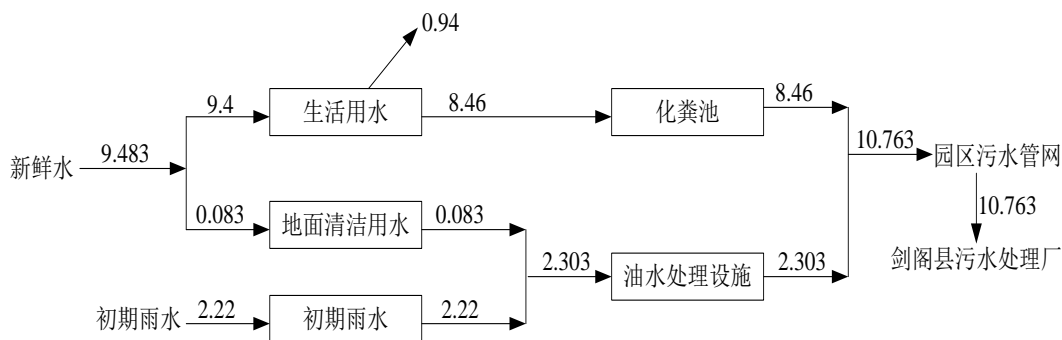 0.94
9.4
生活用水
8.46
化粪池
8.46
新鲜水
9.483
10.763
园区污水管网
0.083
地面清洁用水
0.083
10.763
2.303
油水处理设施
2.303
剑阁县污水处理厂
初期雨水
2.22
初期雨水
2.22